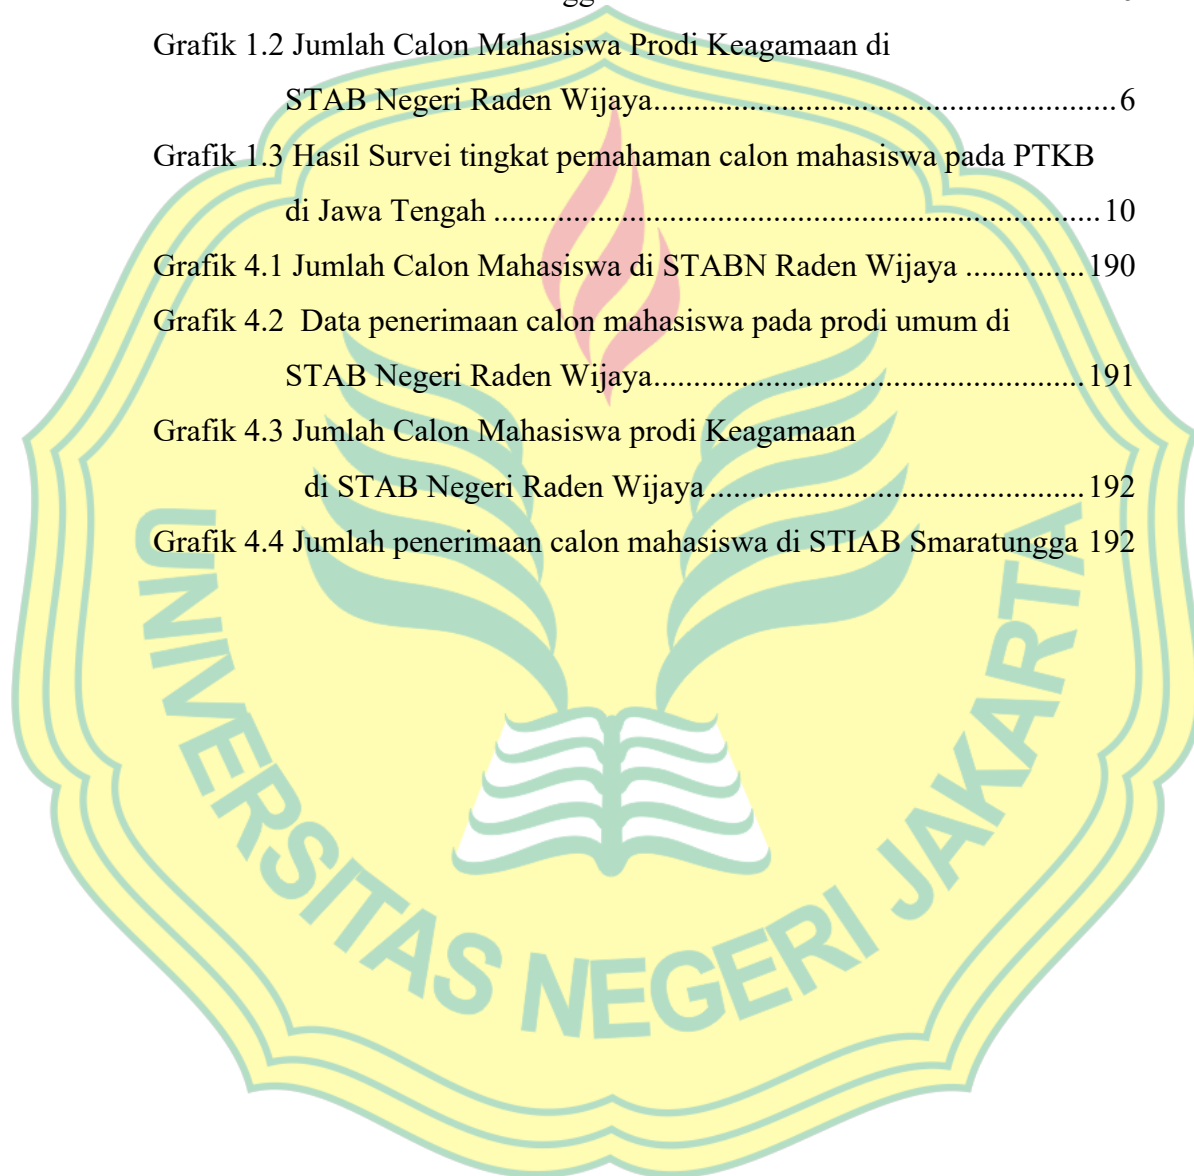 Grafik 1.2 Jumlah Calon Mahasiswa Prodi Keagamaan di
STAB Negeri Raden Wijaya..........................................................6
Grafik 1.3 Hasil Survei tingkat pemahaman calon mahasiswa pada PTKB
di Jawa Tengah ............................................................................10
Grafik 4.1 Jumlah Calon Mahasiswa di STABN Raden Wijaya ...............190
Grafik 4.2  Data penerimaan calon mahasiswa pada prodi umum di
STAB Negeri Raden Wijaya......................................................191
Grafik 4.3 Jumlah Calon Mahasiswa prodi Keagamaan
di STAB Negeri Raden Wijaya...............................................192
Grafik 4.4 Jumlah penerimaan calon mahasiswa di STIAB Smaratungga 192
UNIVERSITAS NEGERI JAKARTA